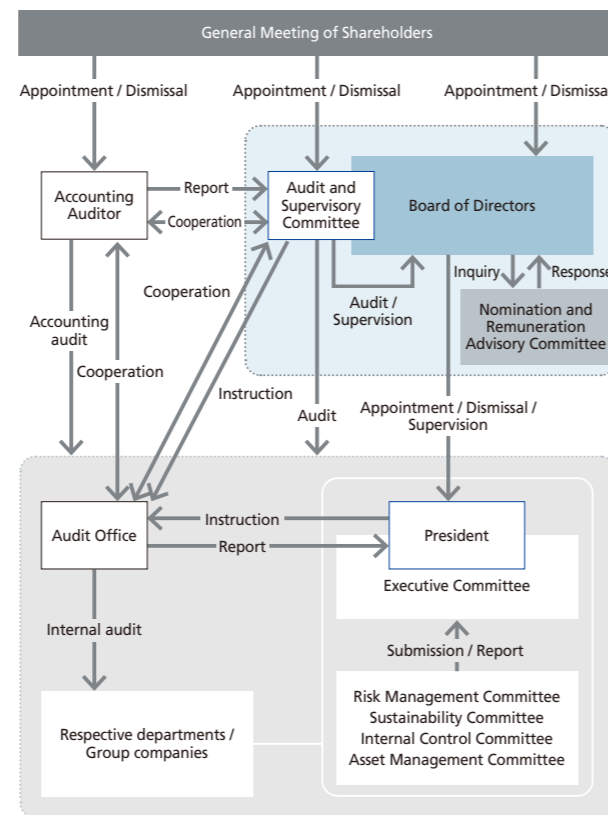 General Meeting of Shareholders
Appointment / Dismissal
Appointment / Dismissal
Appointment / Dismissal
Accounting
Auditor
Report
Cooperation
Audit and
Supervisory
Committee
Board of Directors
Inquiry
Response
Nomination and
Remuneration
Advisory Committee
Audit /
Supervision
Cooperation
Accounting
audit
Cooperation
Instruction
Audit
Appointment / Dismissal /
Supervision
Audit Office
Instruction
Report
President
Executive Committee
Internal audit
Submission / Report
Respective departments /
Group companies
Risk Management Committee
Sustainability Committee
Internal Control Committee
Asset Management Committee